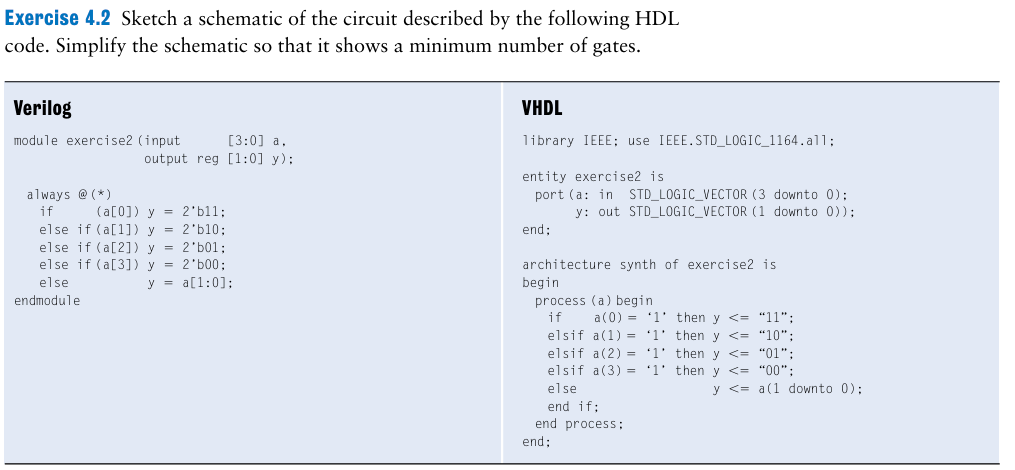 Exercise 4.2 Sketch a schematic of the circuit described by the following HDL
code. Simplify the schematic so that it shows a minimum number of gates.
Verilog
module exercise2 (input [3:0] a,
output reg [1:0] y);
always @ (*)
if (a[0]) y = 2'b11;
else if (a[1]) y = 2'b10;
else if (a[2]) y = 2'b01;
else if (a[3]) y = 2'b00;
else y = a[1:0];
endmodule
VHDL
library IEEE; use IEEE.STD_LOGIC_1164.all;
entity exercise2 is
port (a: in STD_LOGIC_VECTOR (3 downto 0);
y: out STD_LOGIC_VECTOR (1 downto 0));
end;
architecture synth of exercise2 is
begin
process (a) begin
if a(0) = '1' then y <= “11”;
elsif a(1) = '1' then y <= “10”;
elsif a(2) = '1' then y <= “01”;
elsif a(3) = '1' then y <= “00”;
else y <= a(1 downto 0);
end if;
end process;
end;